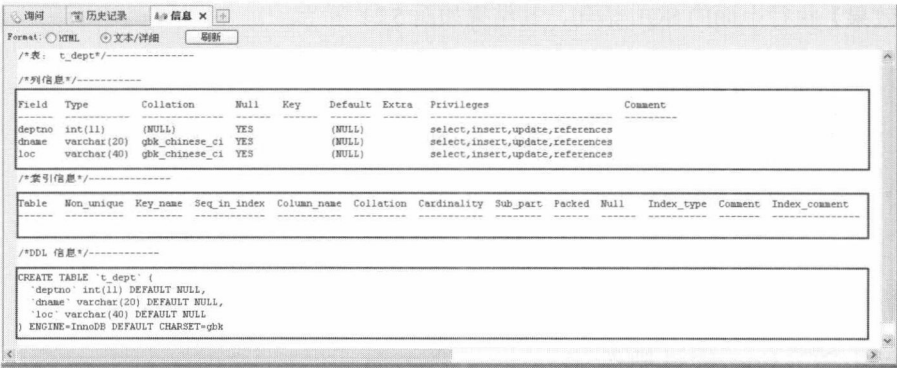 询问 历史记录 信息
Format: HTML 文本/详细 刷新
/*表： t_dept*/---------------
/*列信息*/-----------
Field Type Collation Null Key Default Extra Privileges Comment
------ ----------- -------------- ------ ------ ------- ------ ------------------------------- ---------
deptno int(11) (NULL) YES (NULL) select,insert,update,references
dname varchar(20) gbk_chinese_ci YES (NULL) select,insert,update,references
loc varchar(40) gbk_chinese_ci YES (NULL) select,insert,update,references
/*索引信息*/--------------
Table Non_unique Key_name Seq_in_index Column_name Collation Cardinality Sub_part Packed Null Index_type Comment Index_comment
------ ---------- -------- ------------ ----------- --------- ----------- -------- ------ ------ ---------- ------- ---------------
/*DDL 信息*/------------
CREATE TABLE `t_dept` (
`deptno` int(11) DEFAULT NULL,
`dname` varchar(20) DEFAULT NULL,
`loc` varchar(40) DEFAULT NULL
) ENGINE=InnoDB DEFAULT CHARSET=gbk